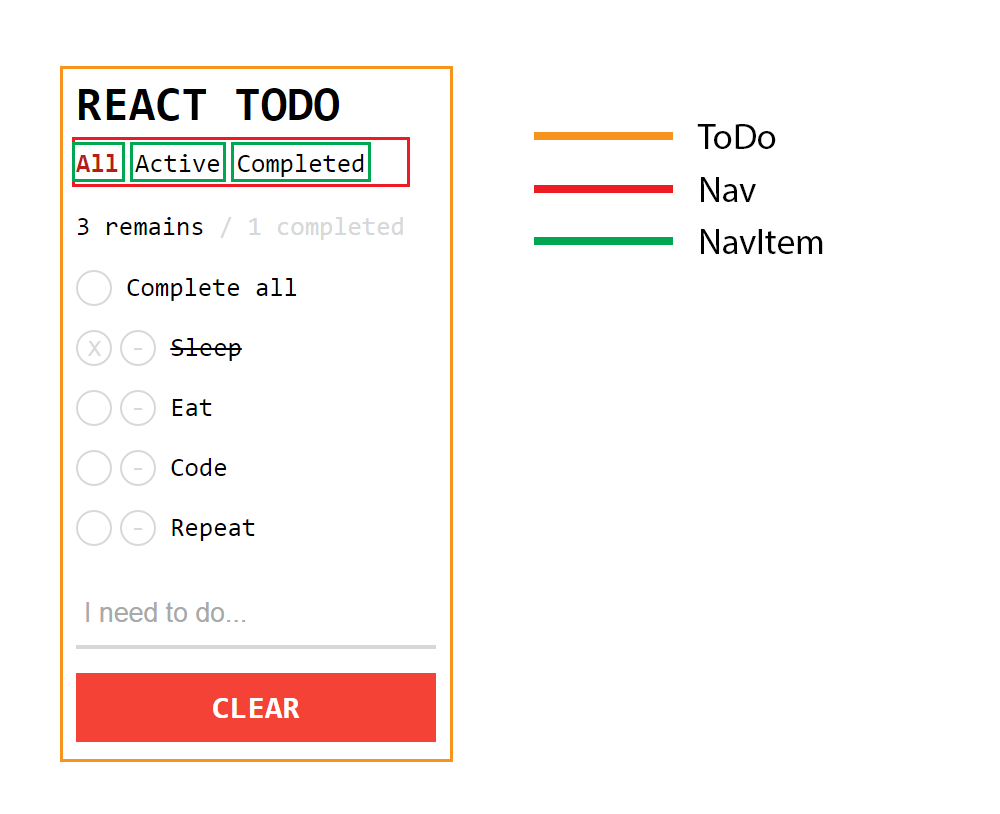 REACT TODO
All Active Completed
3 remains / 1 completed
Complete all
X - Sleep
- Eat
- Code
- Repeat
I need to do...
CLEAR
ToDo
Nav
NavItem